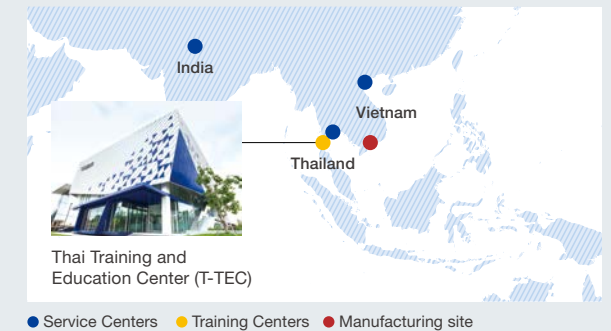 India
Vietnam
Thailand
Thai Training and
Education Center (T-TEC)
Service Centers
Training Centers
Manufacturing site